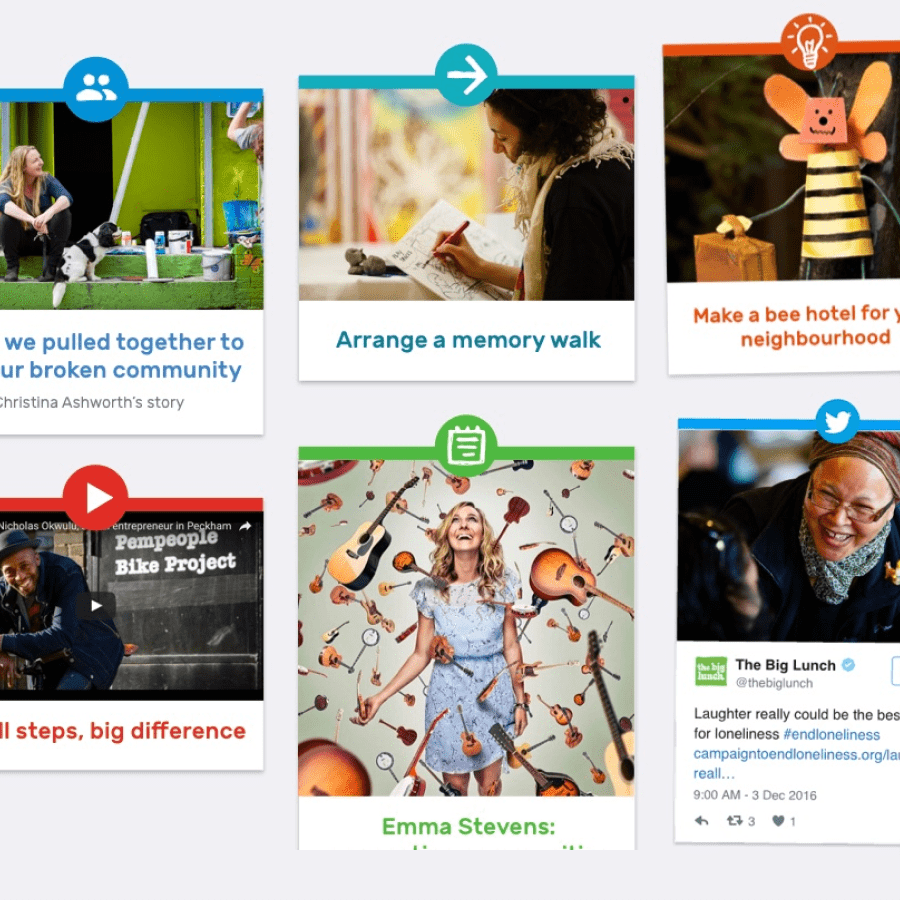 we pulled together to
ur broken community
Christina Ashworth's story
Arrange a memory walk
Make a bee hotel for
neighbourhood
Nicholas Okwulu, entrepreneur in Peckham
Pempeople
Bike Project
steps, big difference
Emma Stevens:
the big
lunch
The Big Lunch
@thebiglunch
Laughter really could be the bes
for loneliness #endloneliness
campaigntoendloneliness.org/lau
reall...
9:00 AM - 3 Dec 2016
3
1